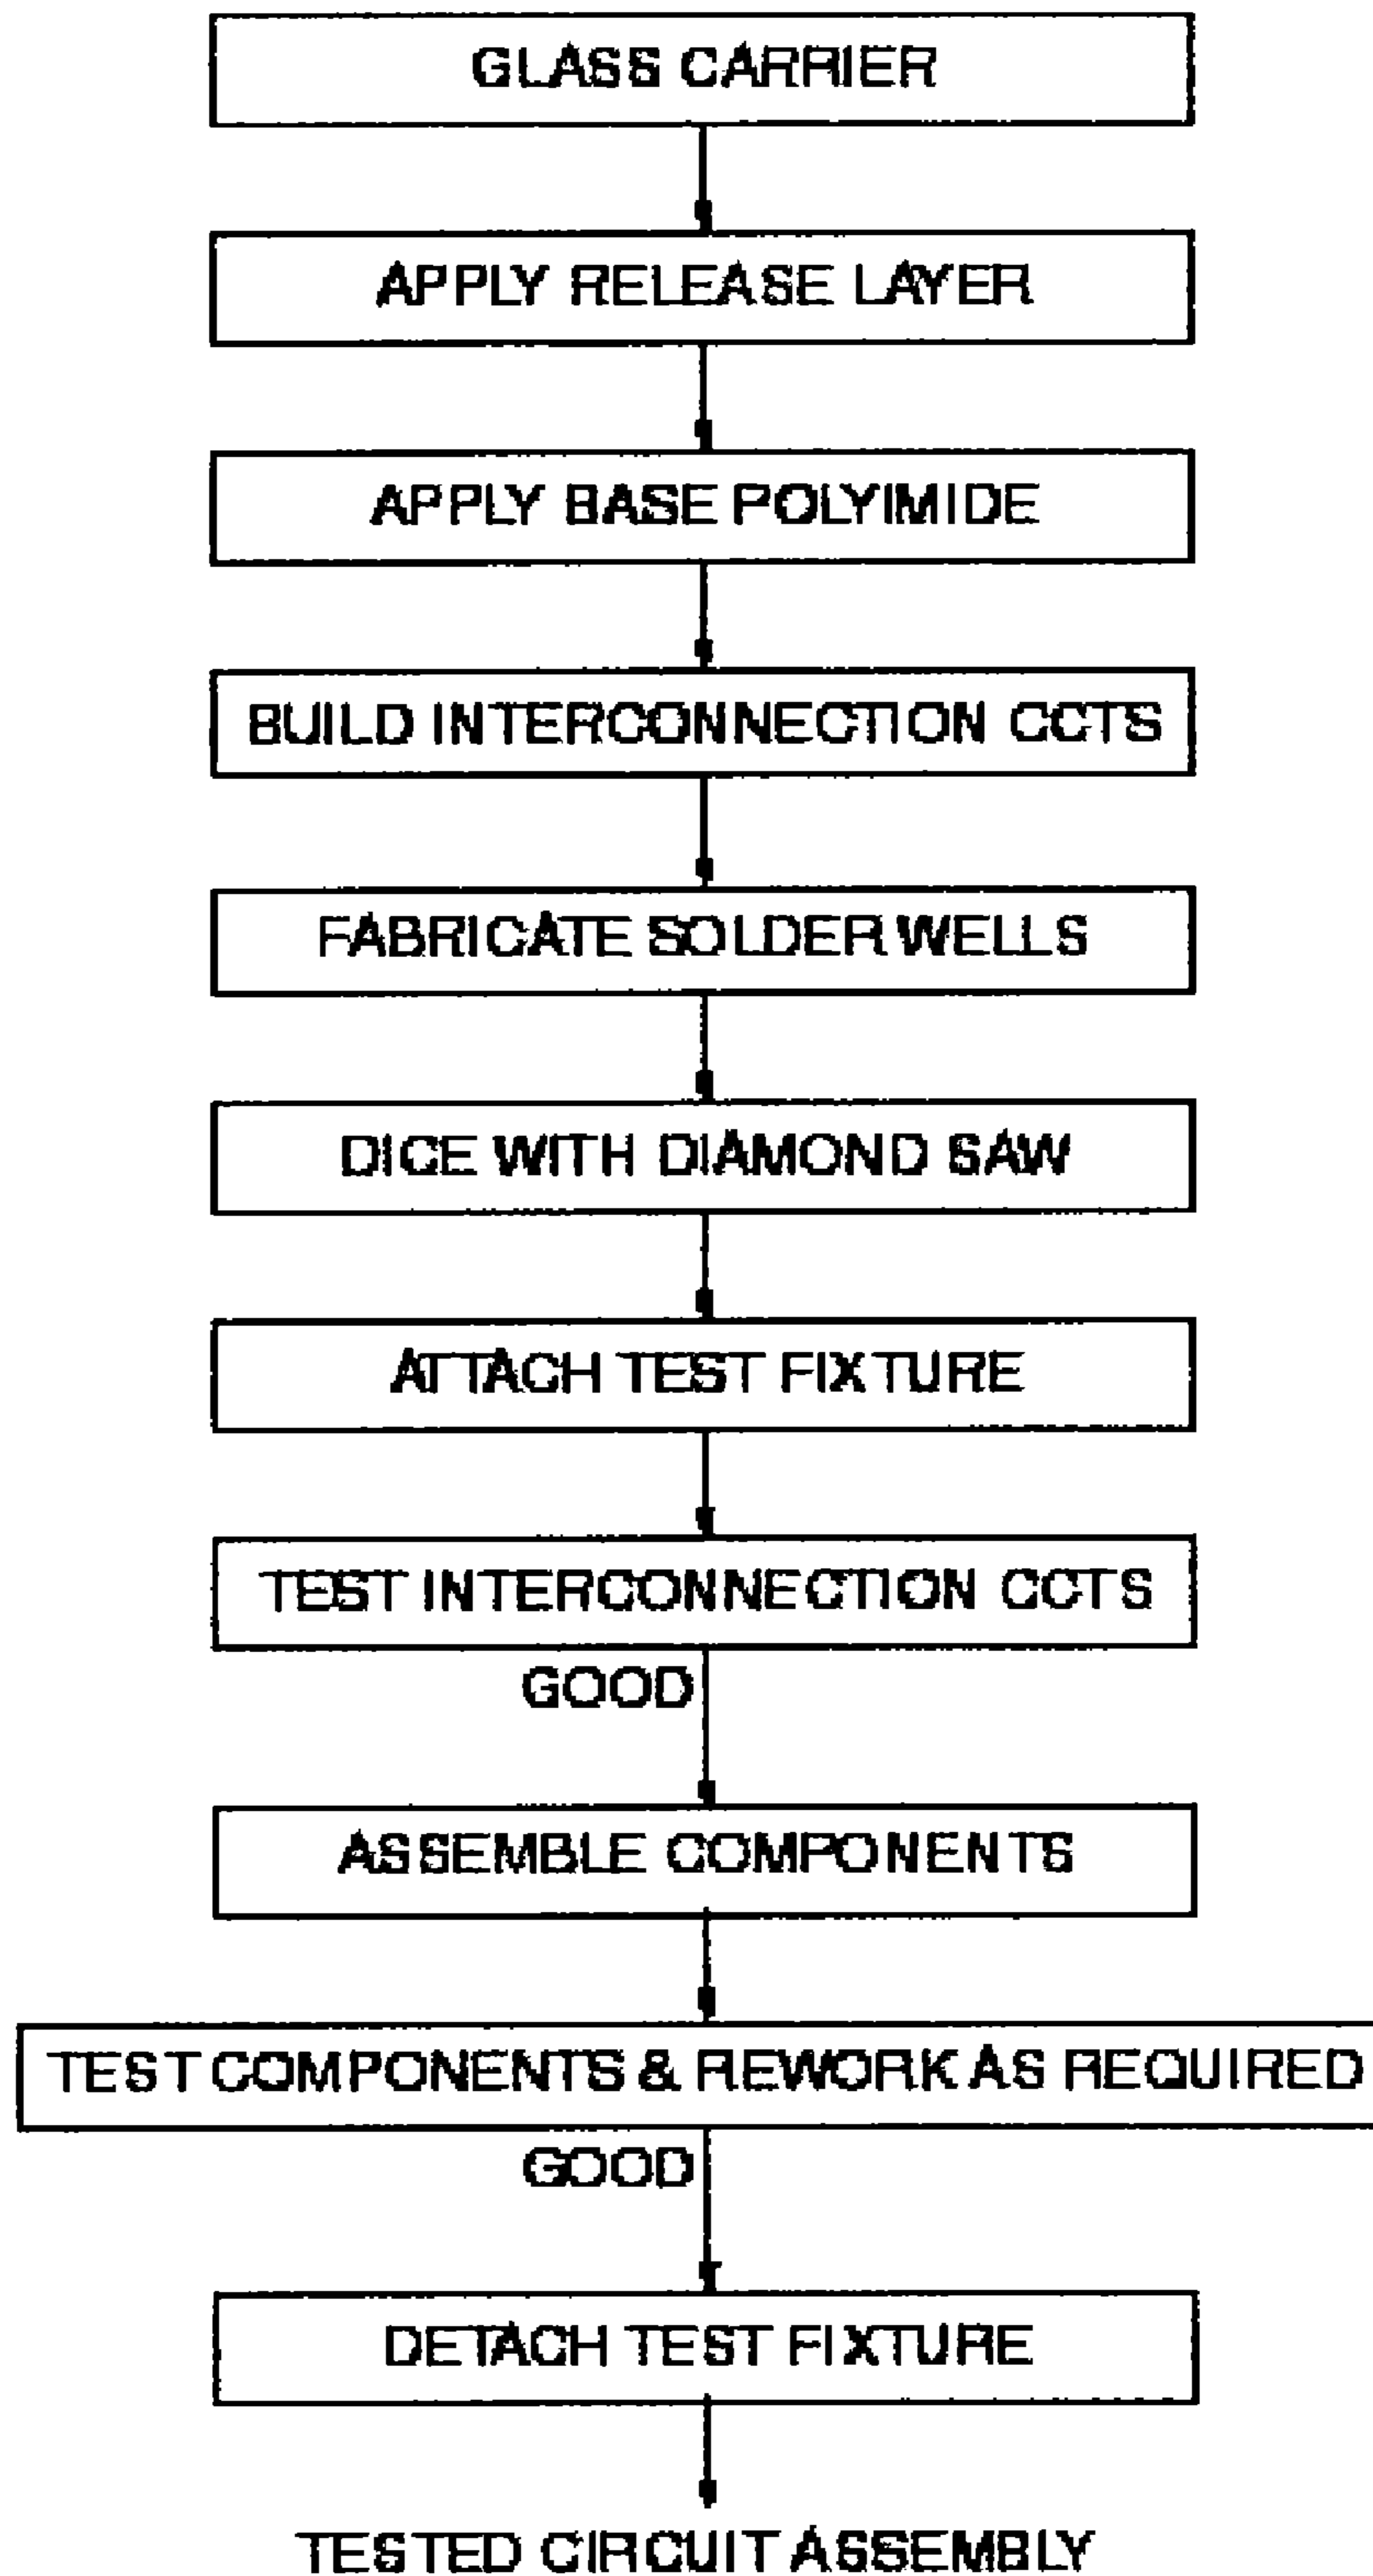 GLASS CARRIER
APPLY RELEASE LAYER
APPLY BASE POLYIMIDE
BUILD INTERCONNECTION CCTS
FABRICATE SOLDER WELLS
DICE WITH DIAMOND SAW
ATTACH TEST FIXTURE
TEST INTERCONNECTION CCTS
GOOD
ASSEMBLE COMPONENTS
TEST COMPONENTS & REWORK AS REQUIRED
GOOD
DETACH TEST FIXTURE
TESTED CIRCUIT ASSEMBLY